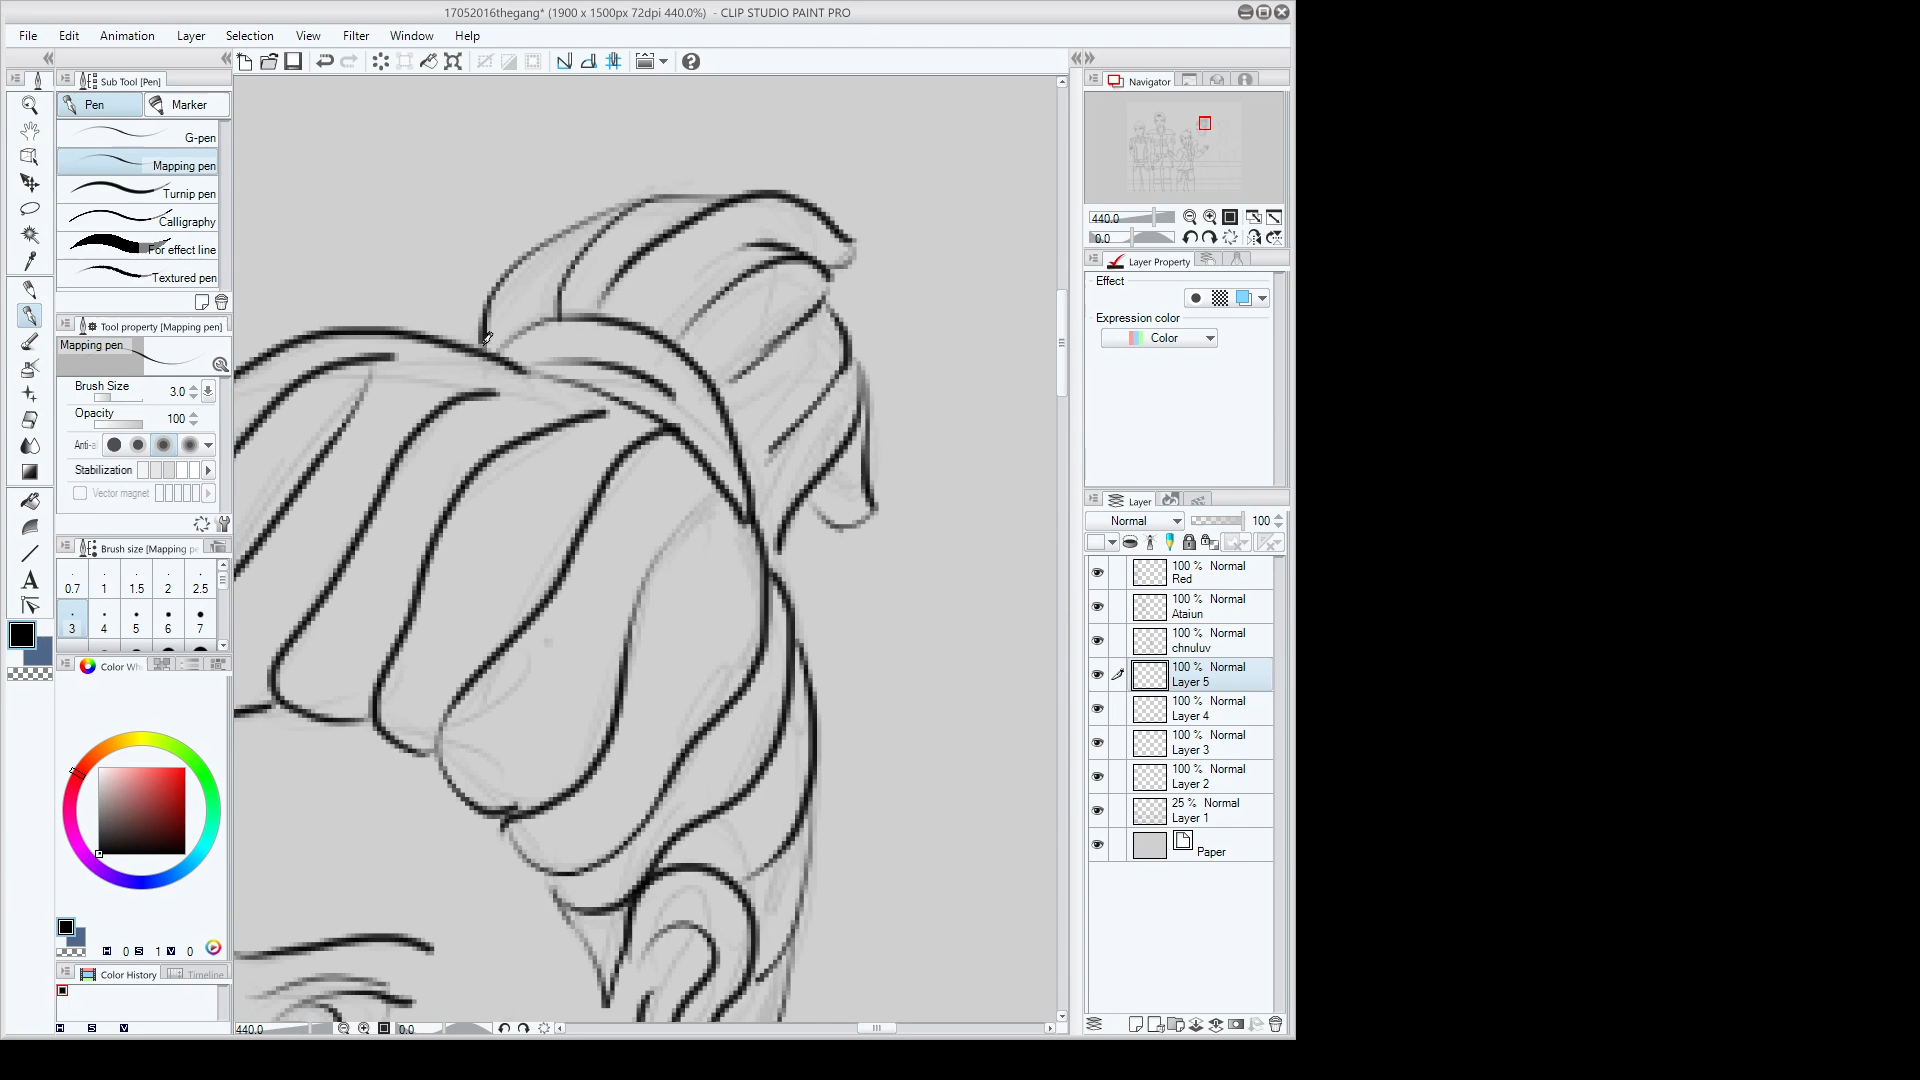 17052016thegang* (1900 x 1500px 72dpi 440.0%)  - CLIP STUDIO PAINT PRO
File Edit Animation Layer Selection View Filter Window Help
Sub Tool [Pen]
Pen Marker
G-pen
Mapping pen
Turnip pen
Calligraphy
For effect line
Textured pen
Tool property [Mapping pen]
Mapping pen
Brush Size 3.0
Opacity 100
Anti-a
Stabilization
Vector magnet
Brush size [Mapping pe
0.7 1 1.5 2 2.5
3 4 5 6 7
Color Wh
H 0 S 1 V 0
Color History Timeline
H S V
440.0 0.0
Navigator
440.0
0.0
Layer Property
Effect
Expression color
Color
Layer
Normal 100
100 % Normal
Red
100 % Normal
Ataiun
100 % Normal
chnuluv
100 % Normal
Layer 5
100 % Normal
Layer 4
100 % Normal
Layer 3
100 % Normal
Layer 2
25 % Normal
Layer 1
Paper